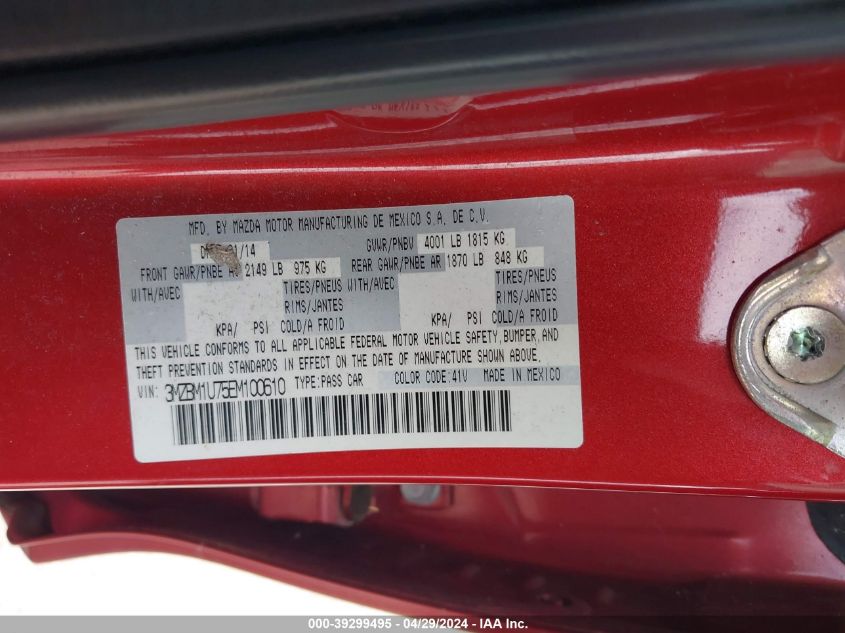 MFD. BY MAZDA MOTOR MANUFACTURING DE MEXICO S.A. DE C.V.
01/14 GVWR/PNBV 4001 LB 1815 KG
FRONT GAWR/PNBE AR 2149 LB 975 KG REAR GAWR/PNBE AR 1870 LB 848 KG
WITH/AVEC TIRES/PNEUS WITH/AVEC TIRES/PNEUS
RIMS/JANTES RIMS/JANTES
KPA/ PSI COLD/A FROID KPA/ PSI COLD/A FROID
THIS VEHICLE CONFORMS TO ALL APPLICABLE FEDERAL MOTOR VEHICLE SAFETY, BUMPER, AND
THEFT PREVENTION STANDARDS IN EFFECT ON THE DATE OF MANUFACTURE SHOWN ABOVE.
VIN: 3MZBM1U75EM100610 TYPE:PASS CAR COLOR CODE:41V MADE IN MEXICO
000-39299495 - 04/29/2024 - IAA Inc.